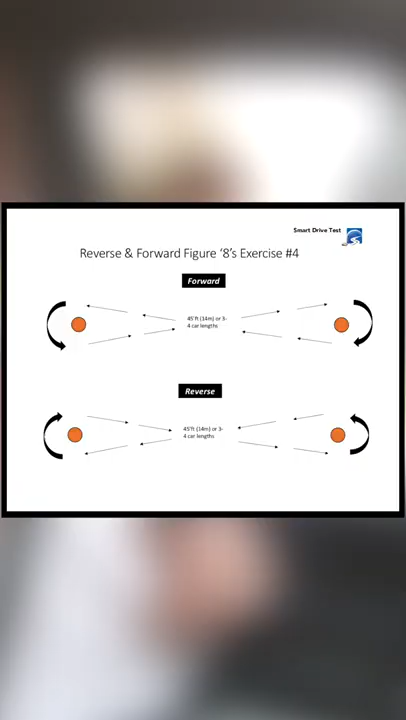 Smart Drive Test
Reverse & Forward Figure ‘8’s Exercise #4
Forward
45’ft (14m) or 3-
4 car lengths
Reverse
45’ft (14m) or 3-
4 car lengths